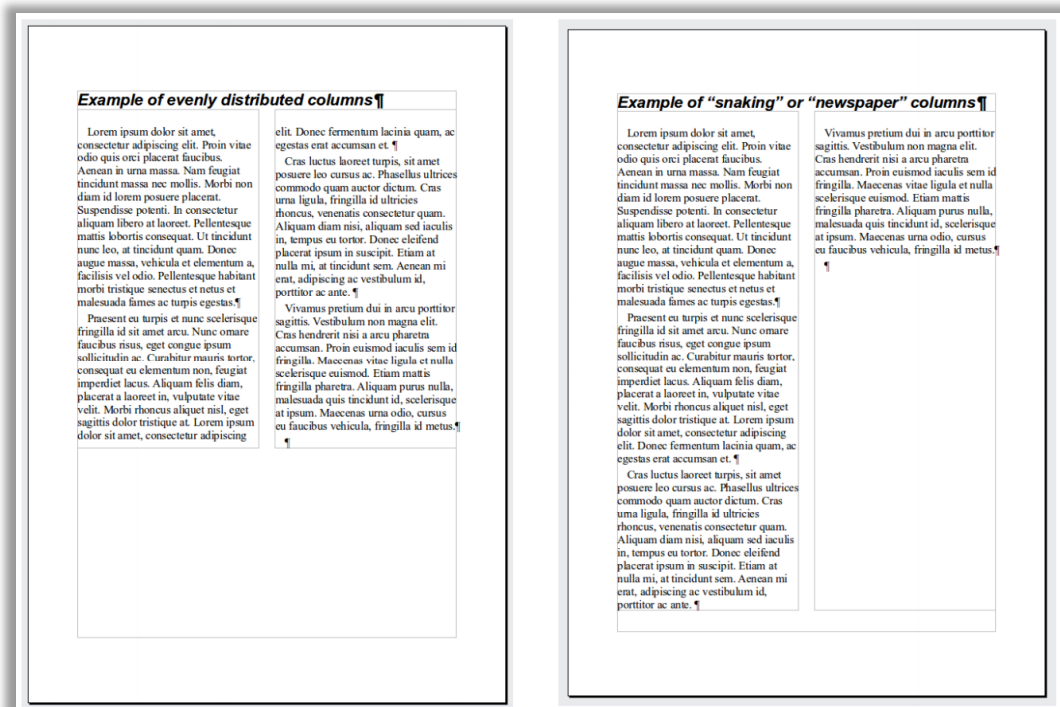 Example of evenly distributed columns¶
Lorem ipsum dolor sit amet,
consectetur adipiscing elit. Proin vitae
odio quis orci placerat faucibus.
Aenean in urna massa. Nam feugiat
tincidunt massa nec mollis. Morbi non
diam id lorem posuere placerat.
Suspendisse potenti. In consectetur
aliquam libero at laoreet. Pellentesque
mattis lobortis consequat. Ut tincidunt
nunc leo, at tincidunt quam. Donec
augue massa, vehicula et elementum a,
facilisis vel odio. Pellentesque habitant
morbi tristique senectus et netus et
malesuada fames ac turpis egestas.¶
Praesent eu turpis et nunc scelerisque
fringilla id sit amet arcu. Nunc ornare
faucibus risus, eget congue ipsum
sollicitudin ac. Curabitur mauris tortor,
consequat eu elementum non, feugiat
imperdiet lacus. Aliquam felis diam,
placerat a laoreet in, vulputate vitae
velit. Morbi rhoncus aliquet nisl, eget
sagittis dolor tristique at. Lorem ipsum
dolor sit amet, consectetur adipiscing
elit. Donec fermentum lacinia quam, ac
egestas erat accumsan et. ¶
Cras luctus laoreet turpis, sit amet
posuere leo cursus ac. Phasellus ultrices
commodo quam auctor dictum. Cras
urna ligula, fringilla id ultricies
rhoncus, venenatis consectetur quam.
Aliquam diam nisi, aliquam sed iaculis
in, tempus eu tortor. Donec eleifend
placerat ipsum in suscipit. Etiam at
nulla mi, at tincidunt sem. Aenean mi
erat, adipiscing ac vestibulum id,
porttitor ac ante. ¶
Vivamus pretium dui in arcu porttitor
sagittis. Vestibulum non magna elit.
Cras hendrerit nisi a arcu pharetra
accumsan. Proin euismod iaculis sem id
fringilla. Maecenas vitae ligula et nulla
scelerisque euismod. Etiam mattis
fringilla pharetra. Aliquam purus nulla,
malesuada quis tincidunt id, scelerisque
at ipsum. Maecenas urna odio, cursus
eu faucibus vehicula, fringilla id metus.¶
¶
Example of “snaking” or “newspaper” columns¶
Lorem ipsum dolor sit amet,
consectetur adipiscing elit. Proin vitae
odio quis orci placerat faucibus.
Aenean in urna massa. Nam feugiat
tincidunt massa nec mollis. Morbi non
diam id lorem posuere placerat.
Suspendisse potenti. In consectetur
aliquam libero at laoreet. Pellentesque
mattis lobortis consequat. Ut tincidunt
nunc leo, at tincidunt quam. Donec
augue massa, vehicula et elementum a,
facilisis vel odio. Pellentesque habitant
morbi tristique senectus et netus et
malesuada fames ac turpis egestas.¶
Praesent eu turpis et nunc scelerisque
fringilla id sit amet arcu. Nunc ornare
faucibus risus, eget congue ipsum
sollicitudin ac. Curabitur mauris tortor,
consequat eu elementum non, feugiat
imperdiet lacus. Aliquam felis diam,
placerat a laoreet in, vulputate vitae
velit. Morbi rhoncus aliquet nisl, eget
sagittis dolor tristique at. Lorem ipsum
dolor sit amet, consectetur adipiscing
elit. Donec fermentum lacinia quam, ac
egestas erat accumsan et. ¶
Cras luctus laoreet turpis, sit amet
posuere leo cursus ac. Phasellus ultrices
commodo quam auctor dictum. Cras
urna ligula, fringilla id ultricies
rhoncus, venenatis consectetur quam.
Aliquam diam nisi, aliquam sed iaculis
in, tempus eu tortor. Donec eleifend
placerat ipsum in suscipit. Etiam at
nulla mi, at tincidunt sem. Aenean mi
erat, adipiscing ac vestibulum id,
porttitor ac ante. ¶
Vivamus pretium dui in arcu porttitor
sagittis. Vestibulum non magna elit.
Cras hendrerit nisi a arcu pharetra
accumsan. Proin euismod iaculis sem id
fringilla. Maecenas vitae ligula et nulla
scelerisque euismod. Etiam mattis
fringilla pharetra. Aliquam purus nulla,
malesuada quis tincidunt id, scelerisque
at ipsum. Maecenas urna odio, cursus
eu faucibus vehicula, fringilla id metus.¶
¶